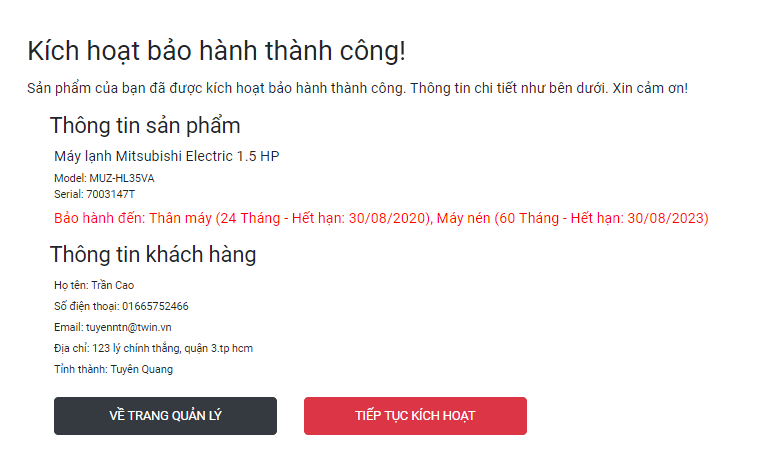 Kích hoạt bảo hành thành công!
Sản phẩm của bạn đã được kích hoạt bảo hành thành công. Thông tin chi tiết như bên dưới. Xin cảm ơn!
Thông tin sản phẩm
Máy lạnh Mitsubishi Electric 1.5 HP
Model: MUZ-HL35VA
Serial: 7003147T
Bảo hành đến: Thận máy (24 Tháng - Hết hạn: 30/08/2020), Máy nén (60 Tháng - Hết hạn: 30/08/2023)
Thông tin khách hàng
Họ tên: Trần Cao
Số điện thoại: 01665752466
Email: tuyenntn@twin.vn
Địa chỉ: 123 lý chính thắng, quận 3.tp hcm
Tỉnh thành: Tuyên Quang
VỀ TRANG QUẢN LÝ
TIẾP TỤC KÍCH HOẠT